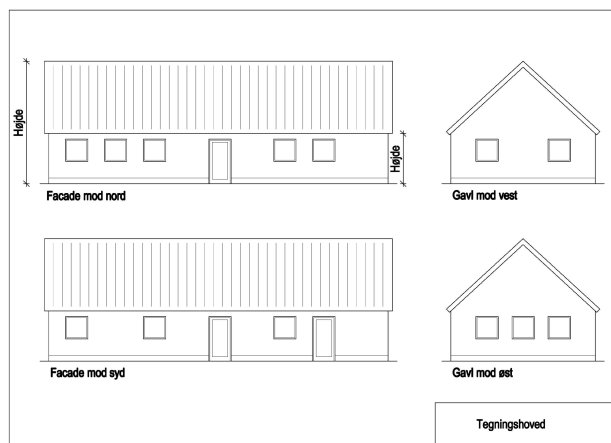 Højde
Højde
Facade mod nord
Gavl mod vest
Facade mod syd
Gavl mod øst
Tegningshoved